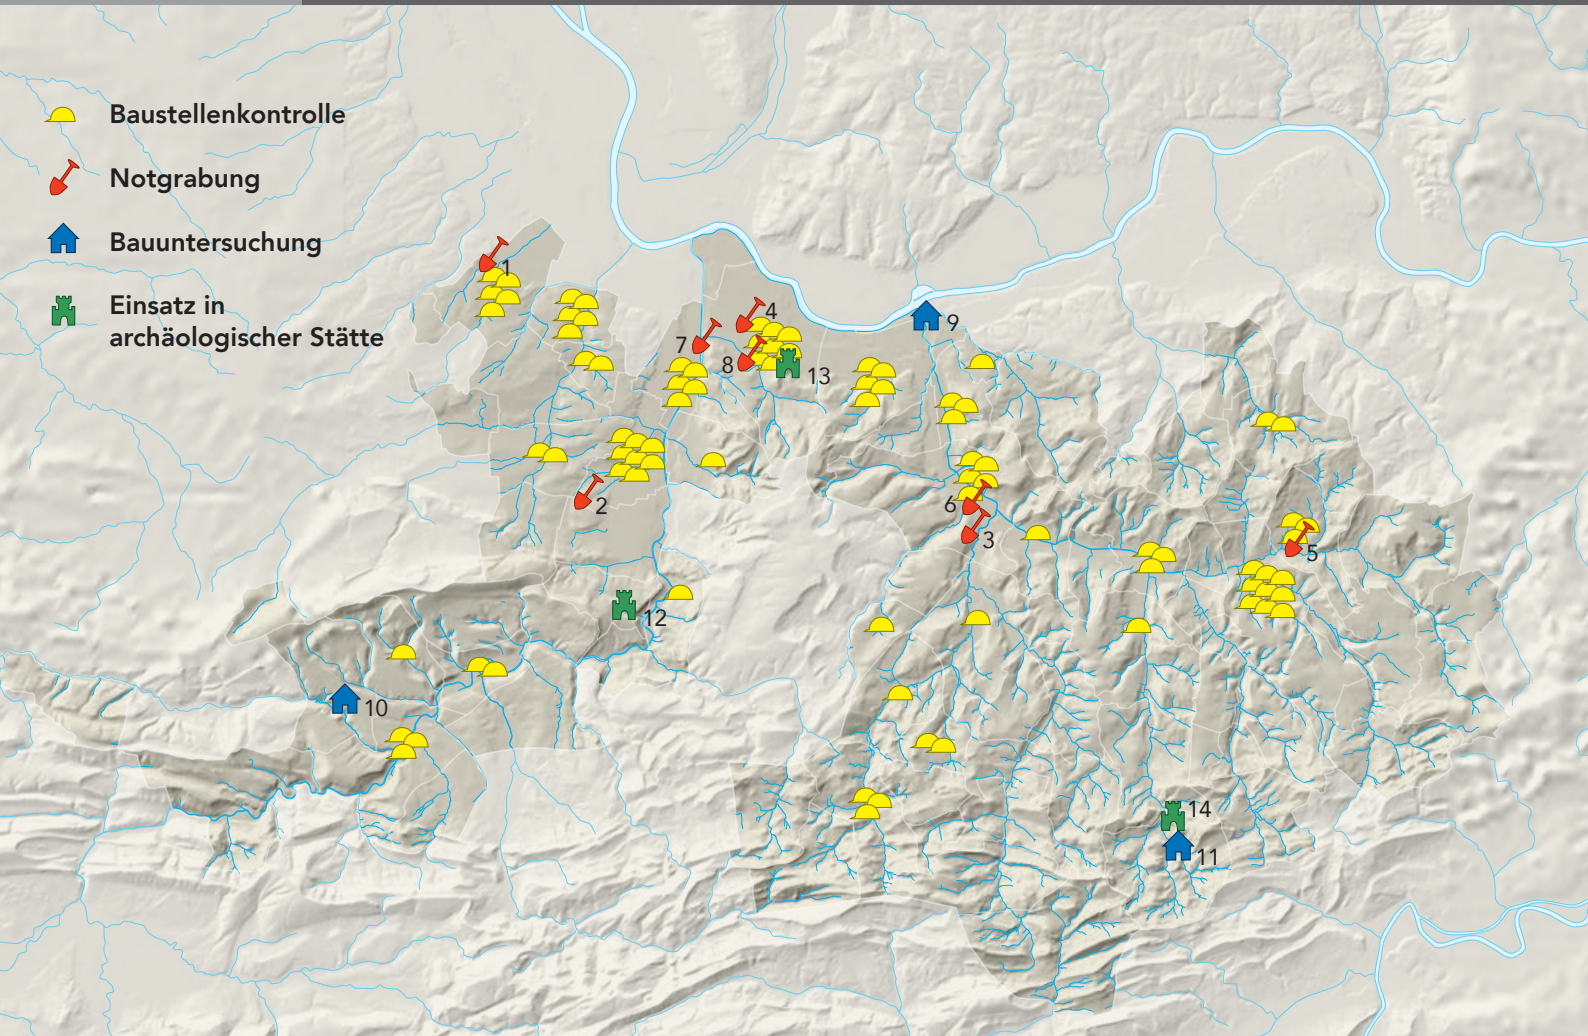 Baustellenkontrolle
Notgrabung
Bauuntersuchung
Einsatz in
archäologischer Stätte
1
4
9
7
8
13
2
6
3
5
12
10
14
11